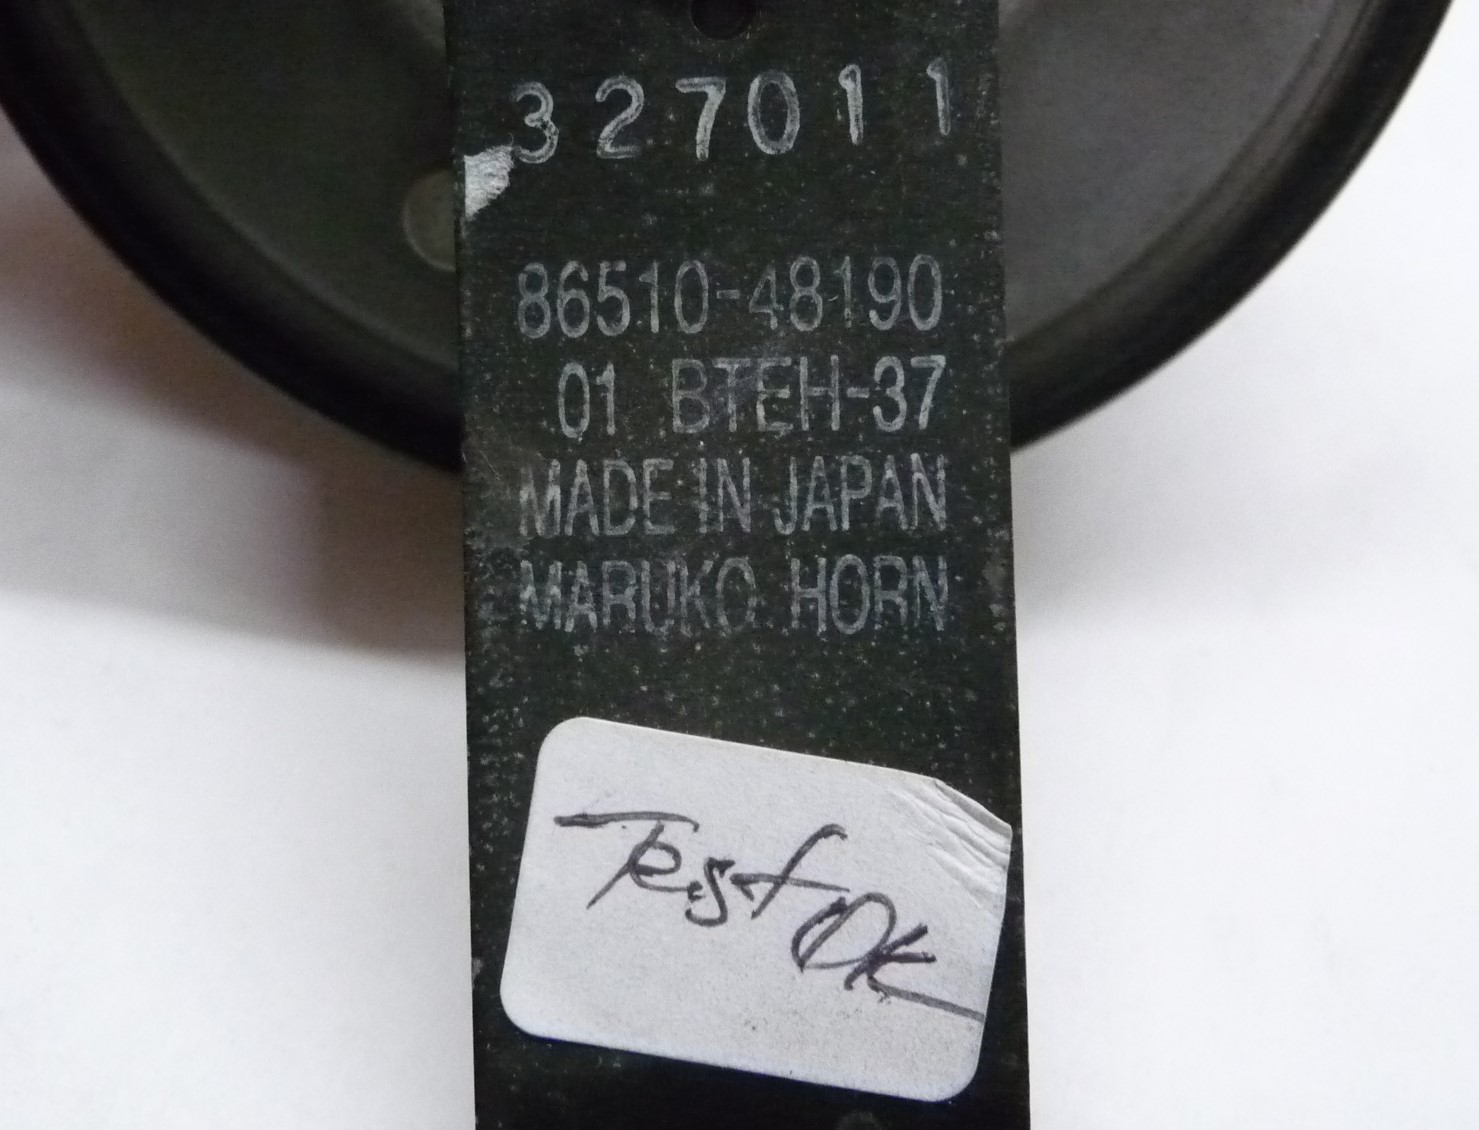 327011
86510-48190
01 BTEH-37
MADE IN JAPAN
MARUKO HORN
Test OK